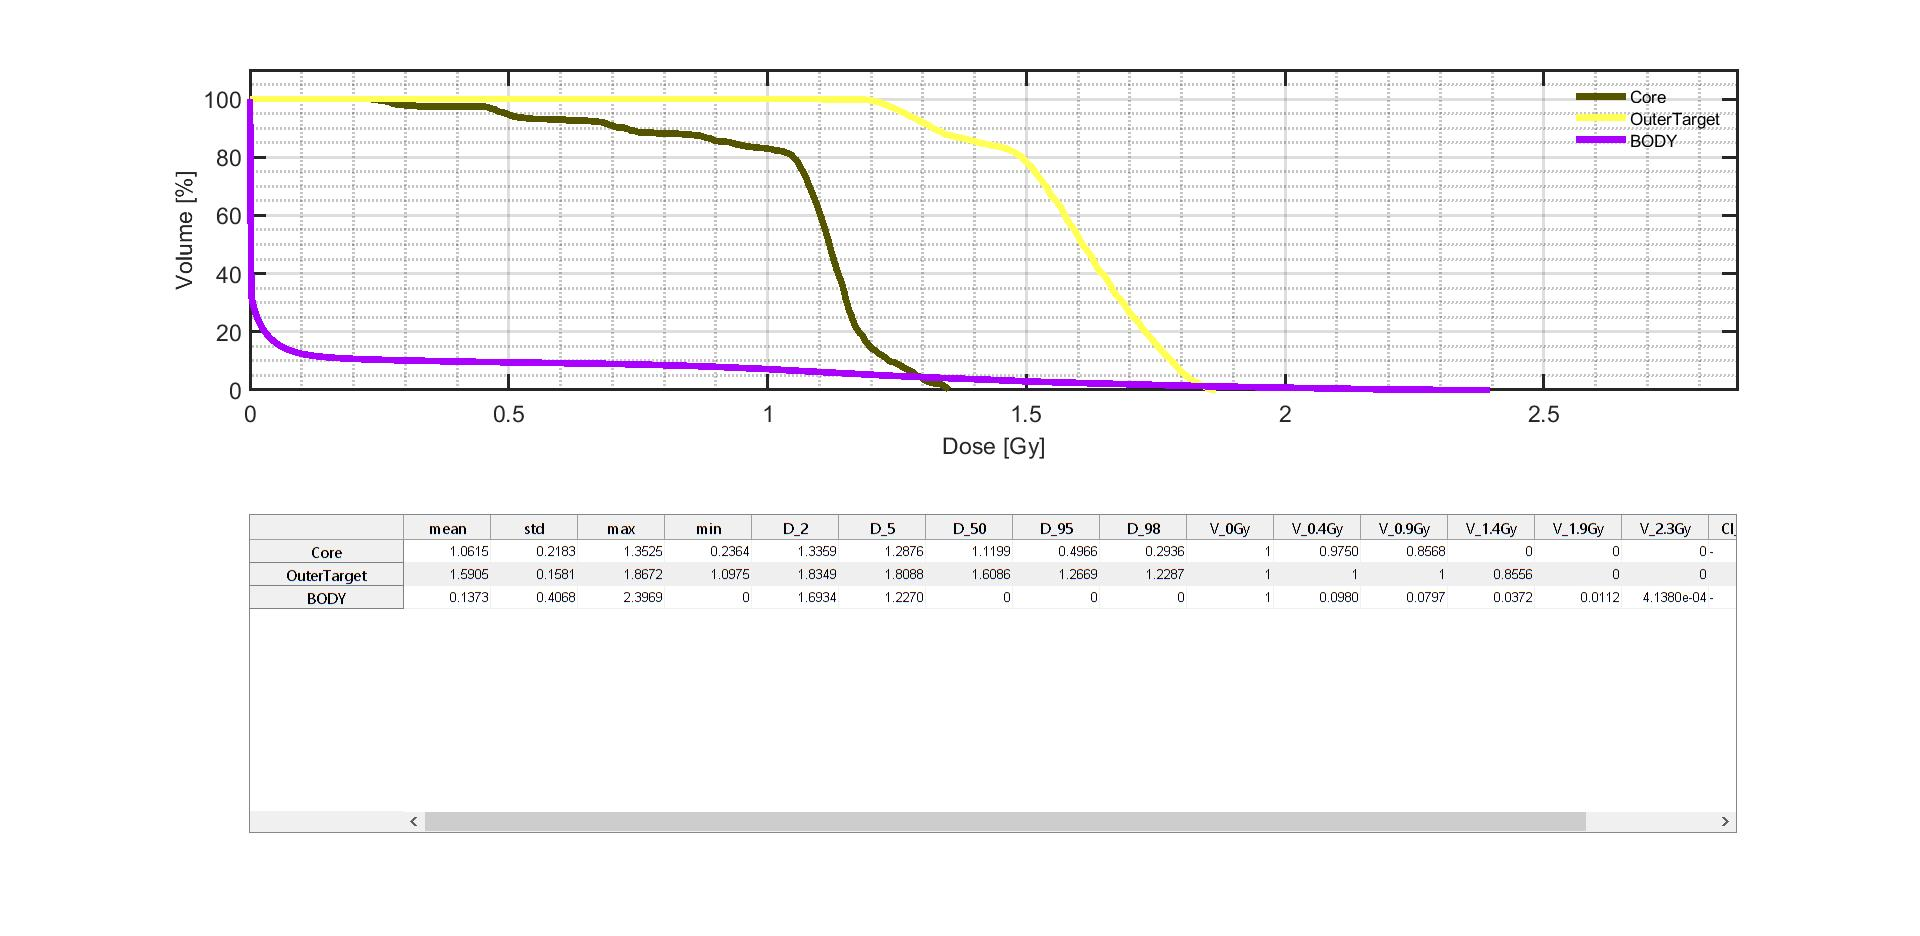 100
80
60
40
20
0
Volume [%]
0 0.5 1 1.5 2 2.5
Dose [Gy]
Core
OuterTarget
BODY
mean std max min D_2 D_5 D_50 D_95 D_98 V_0Gy V_0.4Gy V_0.9Gy V_1.4Gy V_1.9Gy V_2.3Gy CI_
Core 1.0615 0.2183 1.3525 0.2364 1.3359 1.2876 1.1199 0.4966 0.2936 1 0.9750 0.8568 0 0 0 -
OuterTarget 1.5905 0.1581 1.8672 1.0975 1.8349 1.8088 1.6086 1.2669 1.2287 1 1 1 0.8556 0 0
BODY 0.1373 0.4068 2.3969 0 1.6934 1.2270 0 0 0 1 0.0980 0.0797 0.0372 0.0112 4.1380e-04 -